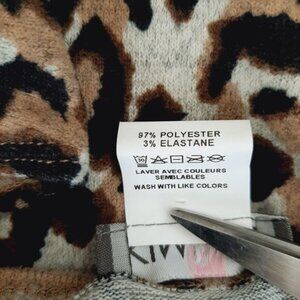 97% POLYESTER
3% ELASTANE
LAVER AVEC COULEURS
SEMBLABLES
WASH WITH LIKE COLORS